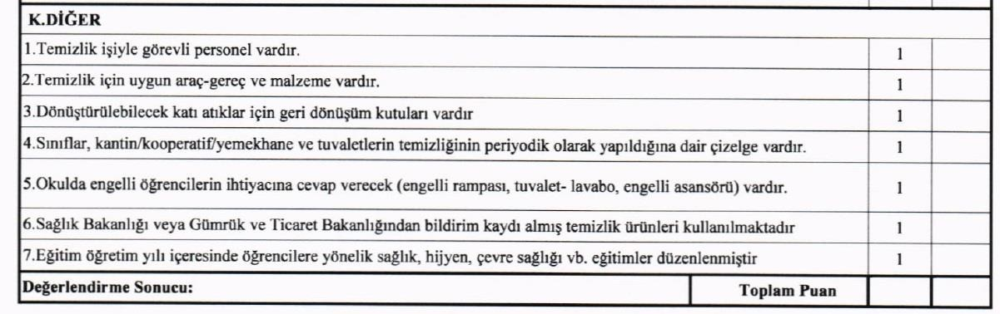 K.DİĞER
1.Temizlik işiyle görevli personel vardır. 1
2.Temizlik için uygun araç-gereç ve malzeme vardır. 1
3.Dönüştürülebilecek katı atıklar için geri dönüşüm kutuları vardır 1
4.Sınıflar, kantin/kooperatif/yemekhane ve tuvaletlerin temizliğinin periyodik olarak yapıldığına dair çizelge vardır. 1
5.Okulda engelli öğrencilerin ihtiyacına cevap verecek (engelli rampası, tuvalet- lavabo, engelli asansörü) vardır. 1
6.Sağlık Bakanlığı veya Gümrük ve Ticaret Bakanlığından bildirim kaydı almış temizlik ürünleri kullanılmaktadır 1
7.Eğitim öğretim yılı içeresinde öğrencilere yönelik sağlık, hijyen, çevre sağlığı vb. eğitimler düzenlenmiştir 1
Değerlendirme Sonucu: Toplam Puan